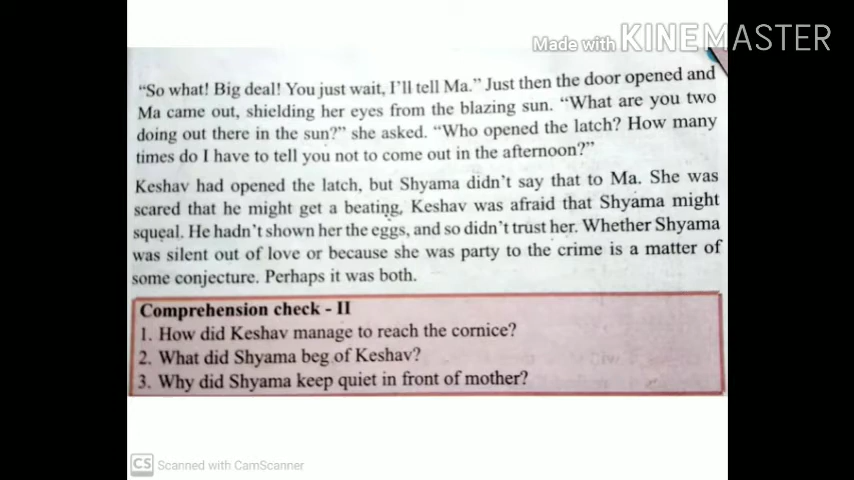 Made with KINEMASTER
“So what! Big deal! You just wait, I’ll tell Ma.” Just then the door opened and
Ma came out, shielding her eyes from the blazing sun. “What are you two
doing out there in the sun?” she asked. “Who opened the latch? How many
times do I have to tell you not to come out in the afternoon?”
Keshav had opened the latch, but Shyama didn’t say that to Ma. She was
scared that he might get a beating, Keshav was afraid that Shyama might
squeal. He hadn’t shown her the eggs, and so didn’t trust her. Whether Shyama
was silent out of love or because she was party to the crime is a matter of
some conjecture. Perhaps it was both.
Comprehension check - II
1. How did Keshav manage to reach the cornice?
2. What did Shyama beg of Keshav?
3. Why did Shyama keep quiet in front of mother?
CS Scanned with CamScanner